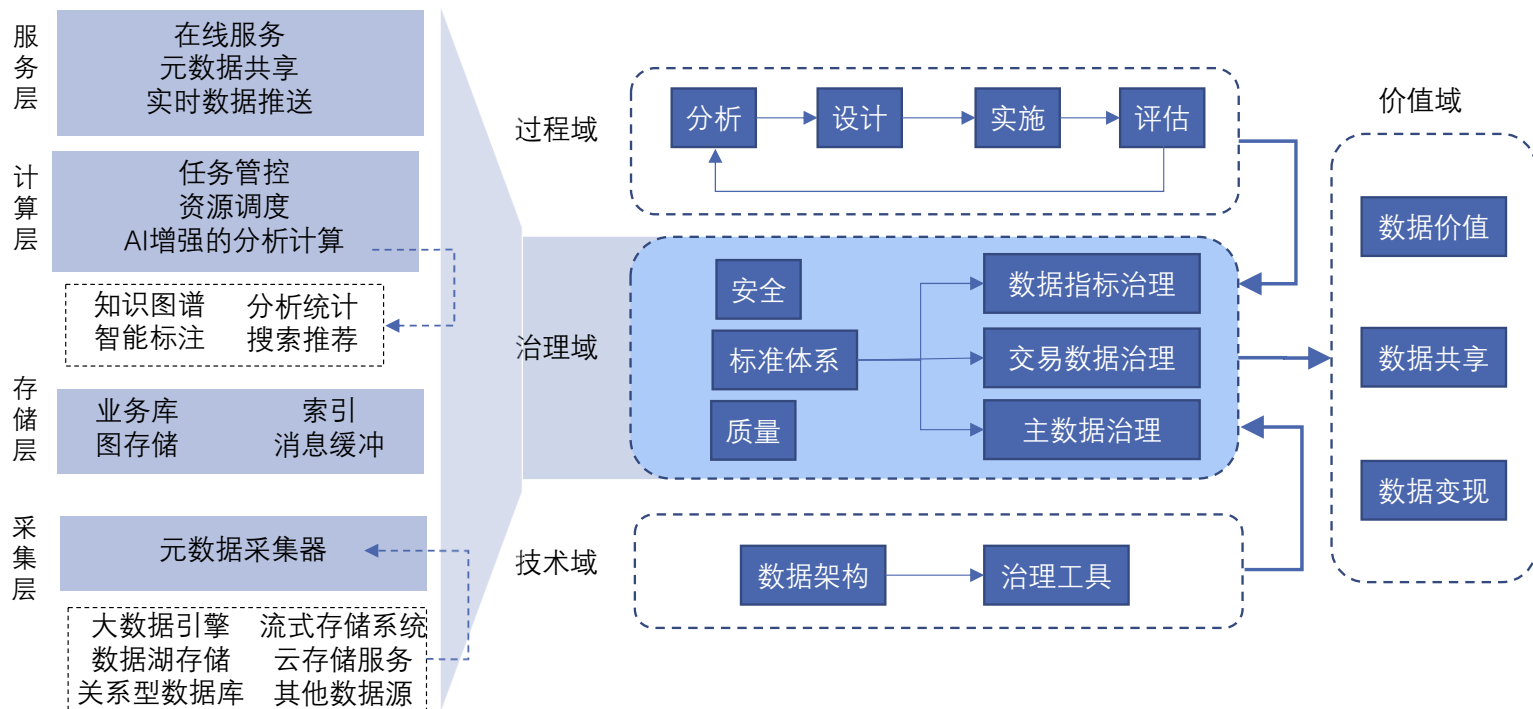 服务层
在线服务
元数据共享
实时数据推送
计算层
任务管控
资源调度
AI增强的分析计算
知识图谱 分析统计
智能标注 搜索推荐
存储层
业务库 索引
图存储 消息缓冲
采集层
元数据采集器
大数据引擎 流式存储系统
数据湖存储 云存储服务
关系型数据库 其他数据源
过程域
分析 设计 实施 评估
治理域
安全
标准体系
质量
数据指标治理
交易数据治理
主数据治理
技术域
数据架构 治理工具
价值域
数据价值
数据共享
数据变现